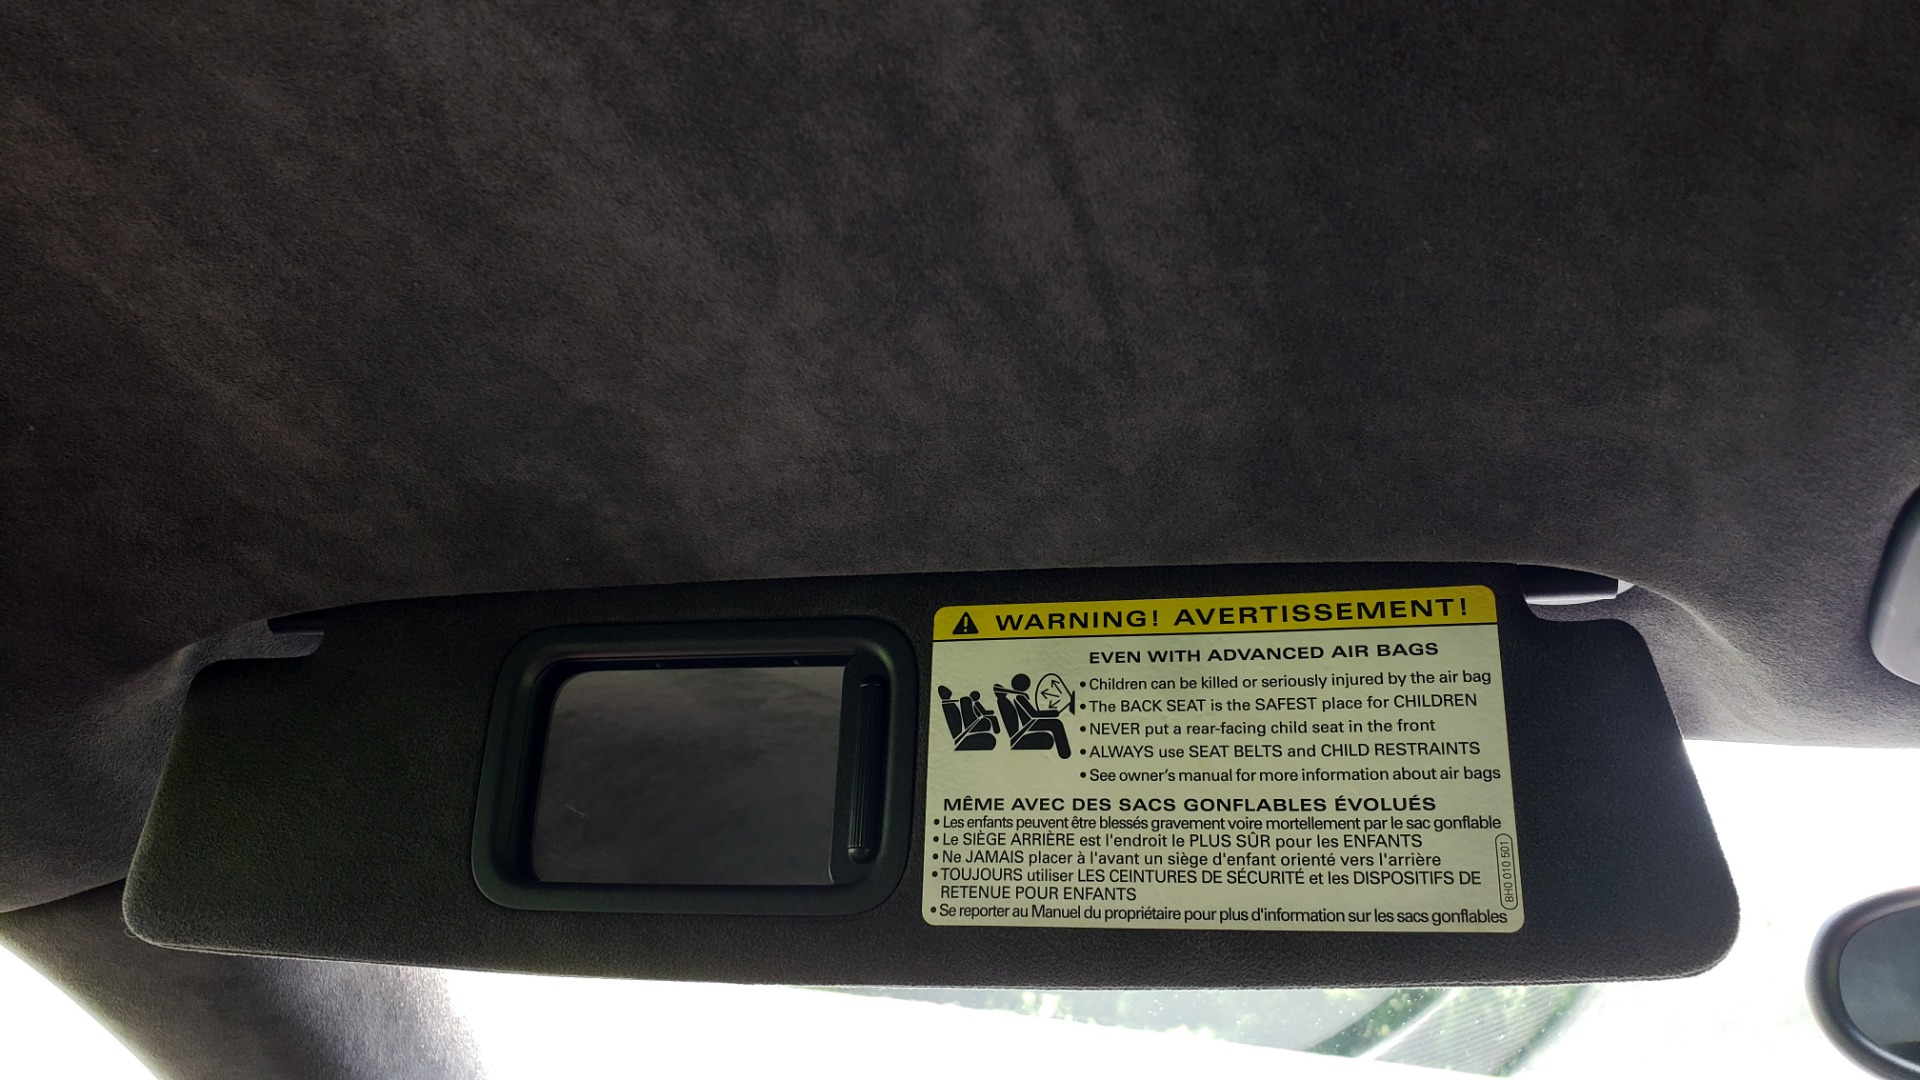 WARNING! AVERTISSEMENT!
EVEN WITH ADVANCED AIR BAGS
• Children can be killed or seriously injured by the air bag
• The BACK SEAT is the SAFEST place for CHILDREN
• NEVER put a rear-facing child seat in the front
• ALWAYS use SEAT BELTS and CHILD RESTRAINTS
• See owner's manual for more information about air bags
MÊME AVEC DES SACS GONFLABLES ÉVOLUÉS
• Les enfants peuvent être blessés gravement voire mortellement par le sac gonflable
• Le SIÈGE ARRIÈRE est l'endroit le PLUS SÛR pour les ENFANTS
• Ne JAMAIS placer à l'avant un siège d'enfant orienté vers l'arrière
• TOUJOURS utiliser LES CEINTURES DE SÉCURITÉ et les DISPOSITIFS DE
RETENUE POUR ENFANTS
• Se reporter au Manuel du propriétaire pour plus d'information sur les sacs gonflables
8H0 010 501